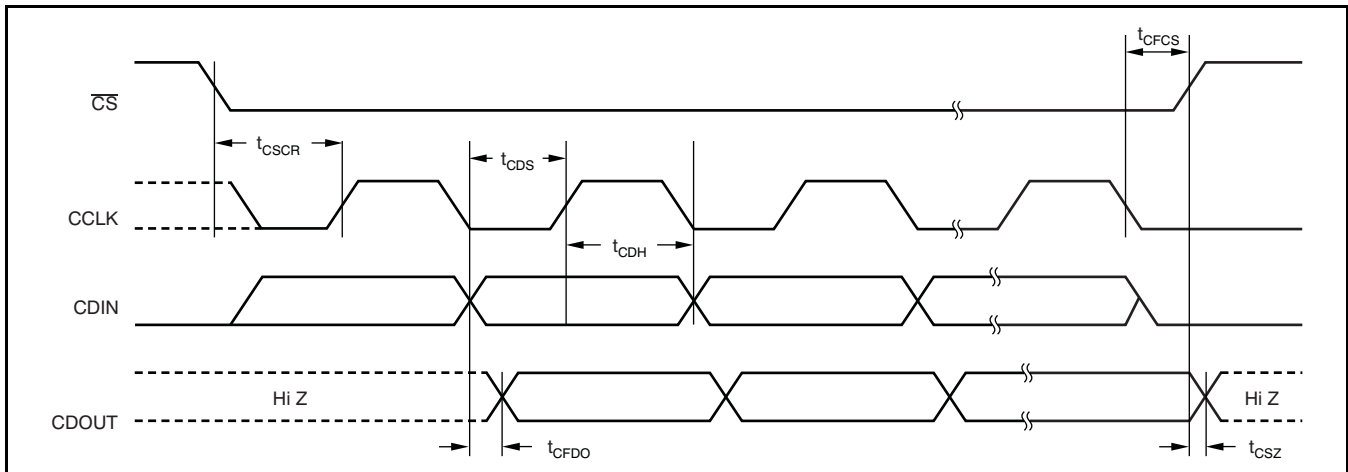 tCFCS
CS
tCSCR
tCDS
CCLK
tCDH
CDIN
Hi Z
Hi Z
CDOUT
tCFDO
tCSZ